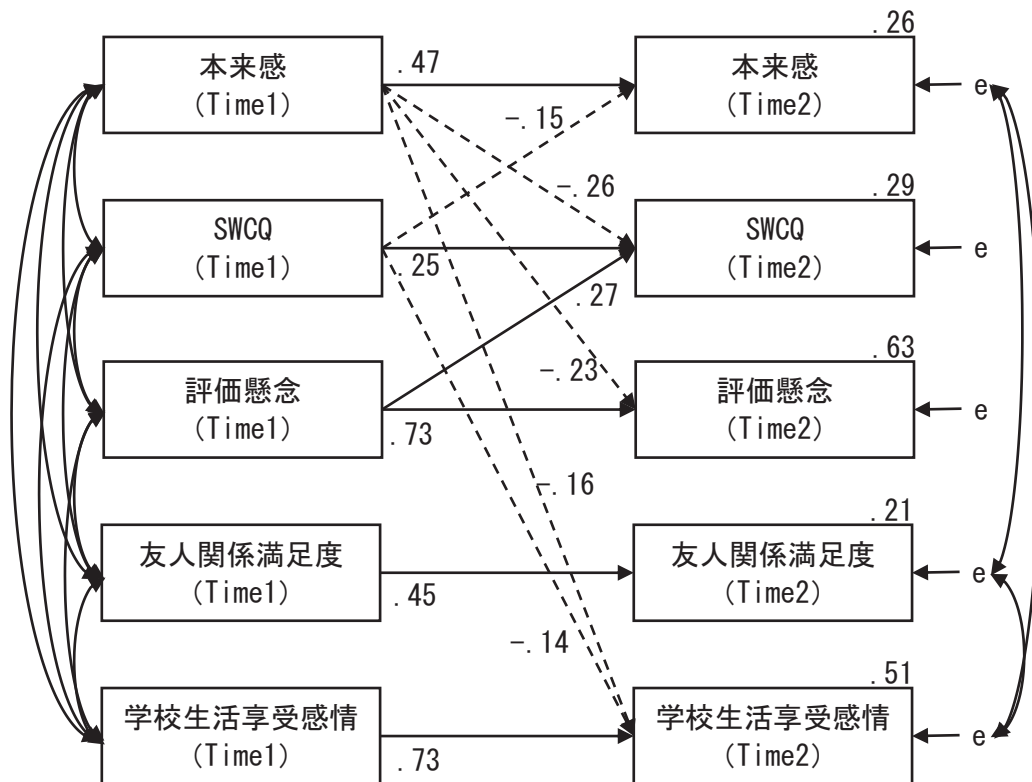 .26
本来感
(Time1)
.47
本来感
(Time2)
e
-.15
-.26
.29
SWCQ
(Time1)
.25
SWCQ
(Time2)
e
.27
.63
評価懸念
(Time1)
-.23
.73
評価懸念
(Time2)
e
-.16
.21
友人関係満足度
(Time1)
.45
友人関係満足度
(Time2)
e
-.14
.51
学校生活享受感情
(Time1)
.73
学校生活享受感情
(Time2)
e